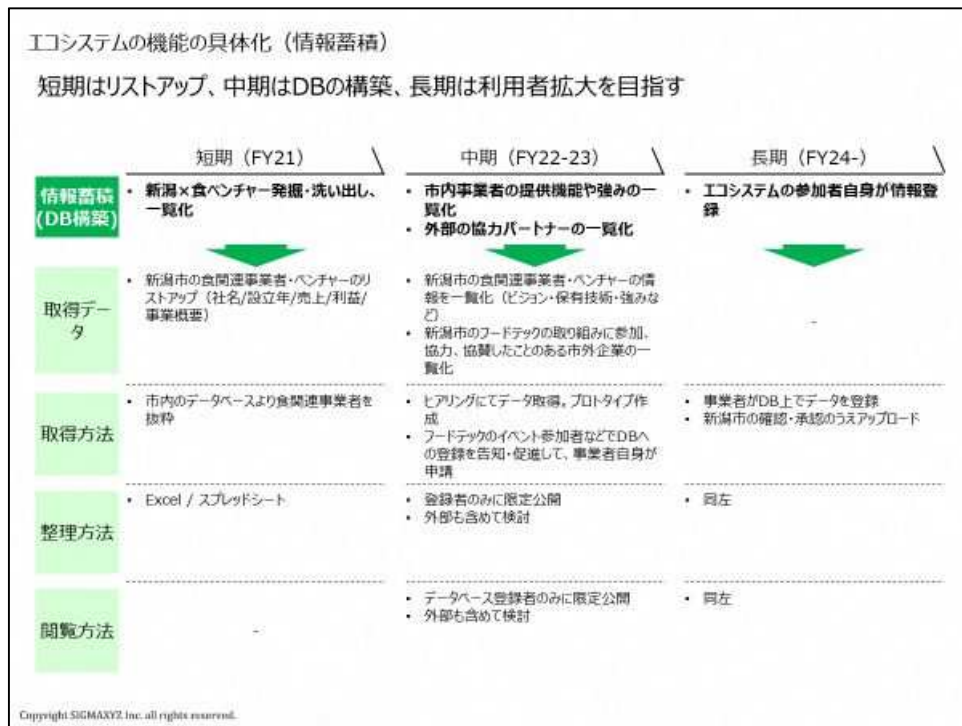 エコシステムの機能の具体化（情報蓄積）
短期はリストアップ、中期はDBの構築、長期は利用者拡大を目指す
短期（FY21）
中期（FY22-23）
長期（FY24-）
情報蓄積
(DB構築)
• 新潟×食ベンチャー発掘・洗い出し、
一覧化
• 市内事業者の提供機能や強みの一
覧化
• 外部の協力パートナーの一覧化
• エコシステムの参加者自身が情報登
録
取得デー
タ
• 新潟市の食関連事業者・ベンチャーのリ
ストアップ（社名/設立年/売上/利益/
事業概要）
• 新潟市の食関連事業者・ベンチャーの情
報を一覧化（ビジョン・保有技術・強みな
ど）
• 新潟市のフードテックの取り組みに参加、
協力、協賛したことのある市外企業の一
覧化
-
取得方法
• 市内のデータベースより食関連事業者を
抜粋
• ヒアリングにてデータ取得。プロトタイプ作
成
• フードテックのイベント参加者などでDBへ
の登録を告知・促進して、事業者自身が
申請
• 事業者がDB上でデータを登録
• 新潟市の確認・承認のうえアップロード
整理方法
• Excel / スプレッドシート
• 登録者のみに限定公開
• 外部も含めて検討
• 同左
閲覧方法
-
• データベース登録者のみに限定公開
• 外部も含めて検討
• 同左
Copyright SIGMAXYZ Inc. all rights reserved.